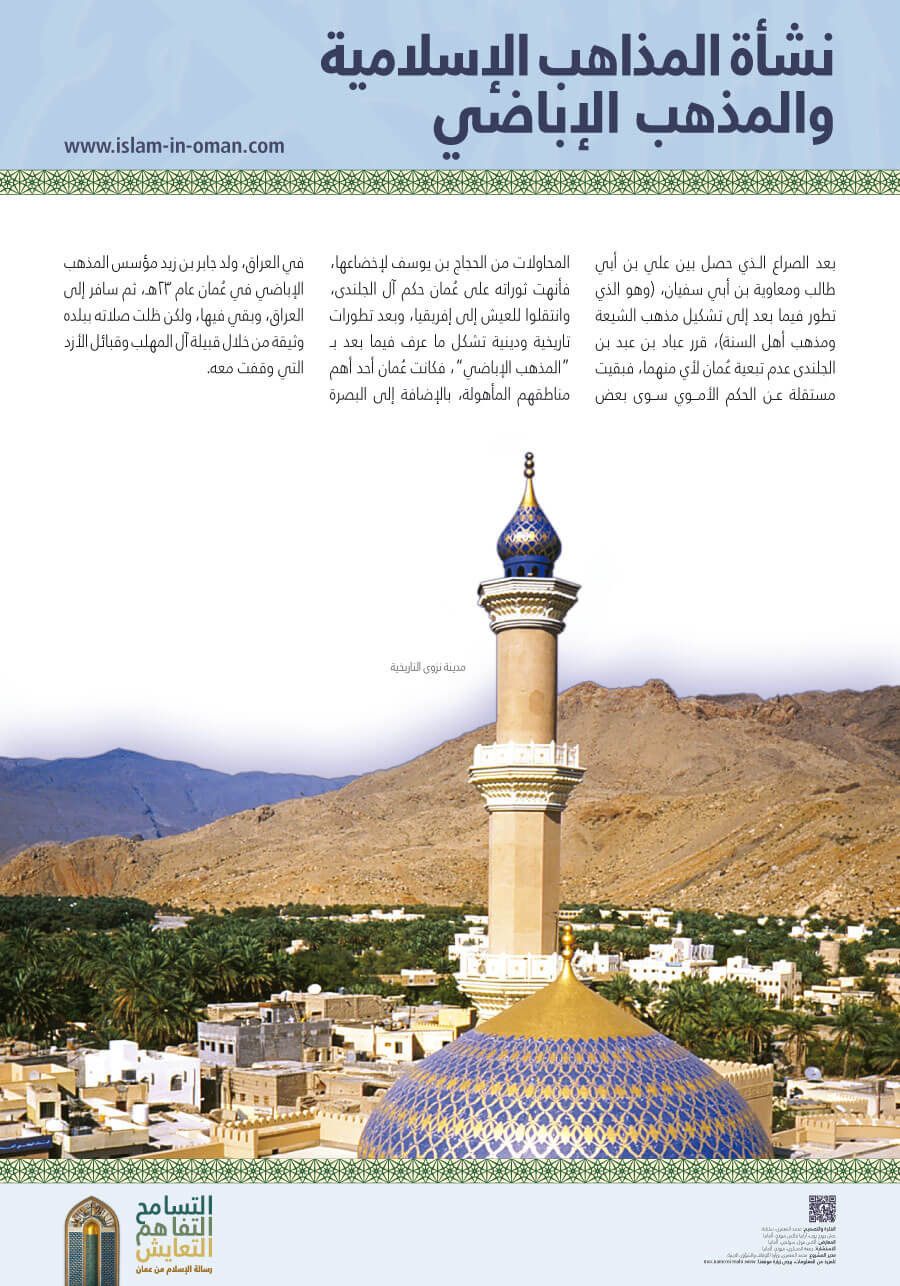 نشأة المذاهب الإسلامية
والمذهب الإباضي
www.islam-in-oman.com
بعد الصراع الذي حصل بين علي بن أبي
طالب ومعاوية بن أبي سفيان، (وهو الذي
تطور فيما بعد إلى تشكيل مذهب الشيعة
ومذهب أهل السنة)، قرر عباد بن عبد بن
الجلندى عدم تبعية عُمان لأي منهما، فبقيت
مستقلة عن الحكم الأموي سوى بعض
المحاولات من الحجاج بن يوسف لإخضاعها،
فأنهت ثوراته على عُمان حكم آل الجلندى،
وانتقلوا للعيش إلى إفريقيا، وبعد تطورات
تاريخية ودينية تشكل ما عرف فيما بعد بـ
"المذهب الإباضي"، فكانت عُمان أحد أهم
مناطقهم المأهولة، بالإضافة إلى البصرة
في العراق، ولد جابر بن زيد مؤسس المذهب
الإباضي في عُمان عام ٢٣هـ، ثم سافر إلى
العراق، وبقي فيها، ولكن ظلت صلاته ببلده
وثيقة من خلال قبيلة آل المهلب وقبائل الأزد
التي وقفت معه.
مدينة نزوى التاريخية
التسامح
التفاهم
التعايش
رسالة الإسلام من عمان